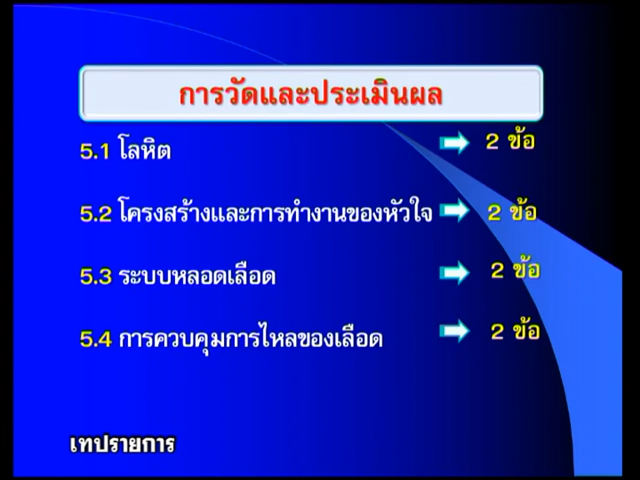 การวัดและประเมินผล
5.1 โลหิต 2 ข้อ
5.2 โครงสร้างและการทำงานของหัวใจ 2 ข้อ
5.3 ระบบหลอดเลือด 2 ข้อ
5.4 การควบคุมการไหลของเลือด 2 ข้อ
เทปรายการ